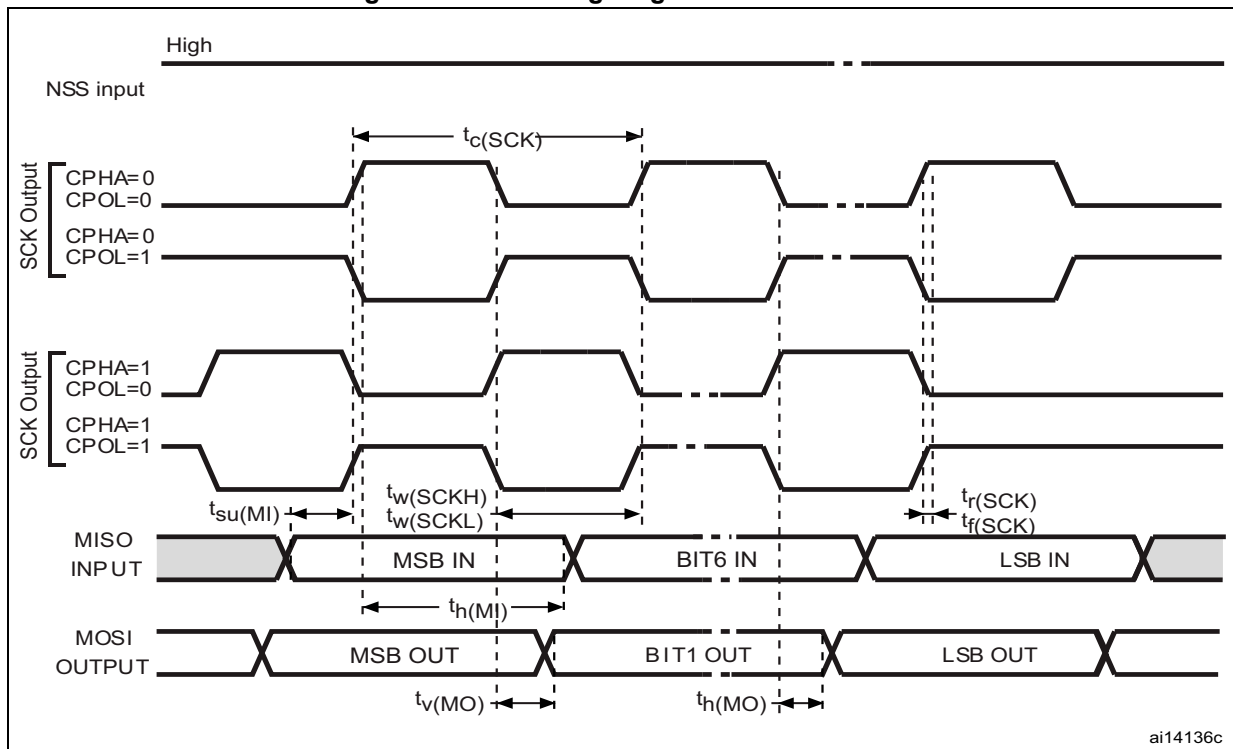 High
NSS input
tc(SCK)
SCK Output
CPHA=0
CPOL=0
CPHA=0
CPOL=1
SCK Output
CPHA=1
CPOL=0
CPHA=1
CPOL=1
tsu(MI)
tw(SCKH)
tw(SCKL)
tr(SCK)
tf(SCK)
MISO
INPUT
MSB IN
BIT6 IN
LSB IN
th(MI)
MOSI
OUTPUT
MSB OUT
BIT1 OUT
LSB OUT
tv(MO)
th(MO)
ai14136c